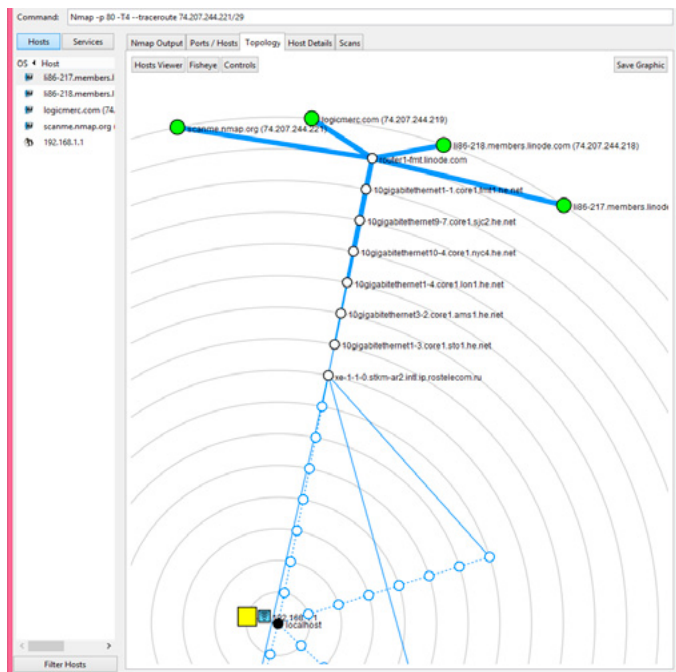 Command: Nmap -p 80 -T4 --traceroute 74.207.244.221/29
Hosts Services
Nmap Output Ports / Hosts Topology Host Details Scans
OS Host
Hosts Viewer Fisheye Controls Save Graphic
li86-217.members.l
li86-218.members.l
logicmerc.com (74.
scanme.nmap.org (
192.168.1.1
logicmerc.com (74.207.244.219)
scanme.nmap.org (74.207.244.221)
li86-218.members.linode.com (74.207.244.218)
router1-fmt.linode.com
10gigabitethernet1-1.core1.fmt1.he.net
li86-217.members.linode
10gigabitethernet9-7.core1.sjc2.he.net
10gigabitethernet10-4.core1.nyc4.he.net
10gigabitethernet1-4.core1.lon1.he.net
10gigabitethernet3-2.core1.ams1.he.net
10gigabitethernet1-3.core1.sto1.he.net
xe-1-1-0.stkm-ar2.intl.ip.rostelecom.ru
192.168.1.1
localhost
Filter Hosts